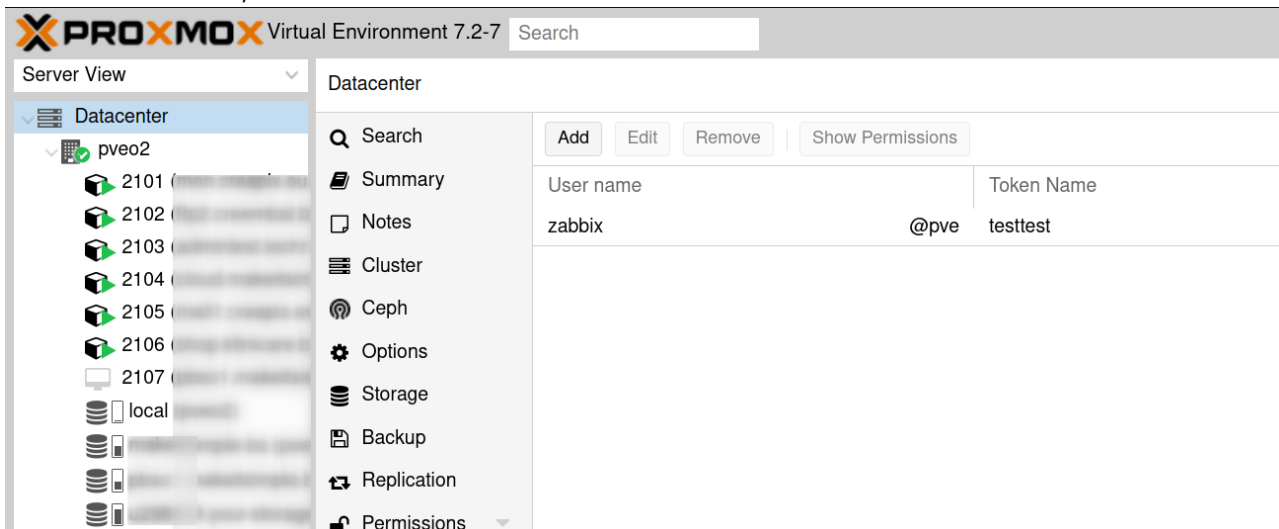 PROXMOX Virtual Environment 7.2-7 Search
Server View
Datacenter
pveo2
2101 (
2102 (
2103 (
2104 (
2105 (
2106 (
2107 (
local
Datacenter
Search
Summary
Notes
Cluster
Ceph
Options
Storage
Backup
Replication
Permissions
Add Edit Remove Show Permissions
User name Token Name
zabbix @pve testtest